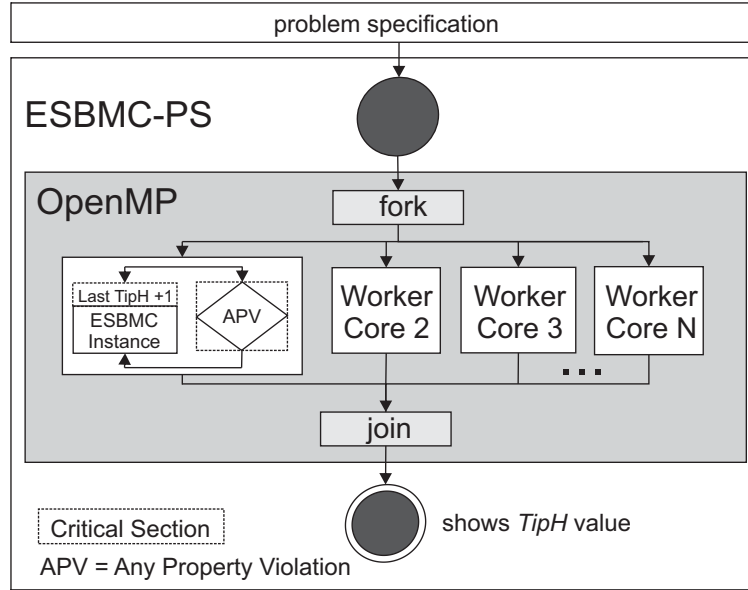 problem specification
ESBMC-PS
OpenMP
fork
Last TipH +1
ESBMC
Instance
APV
Worker
Core 2
Worker
Core 3
Worker
Core N
...
join
shows TipH value
Critical Section
APV = Any Property Violation